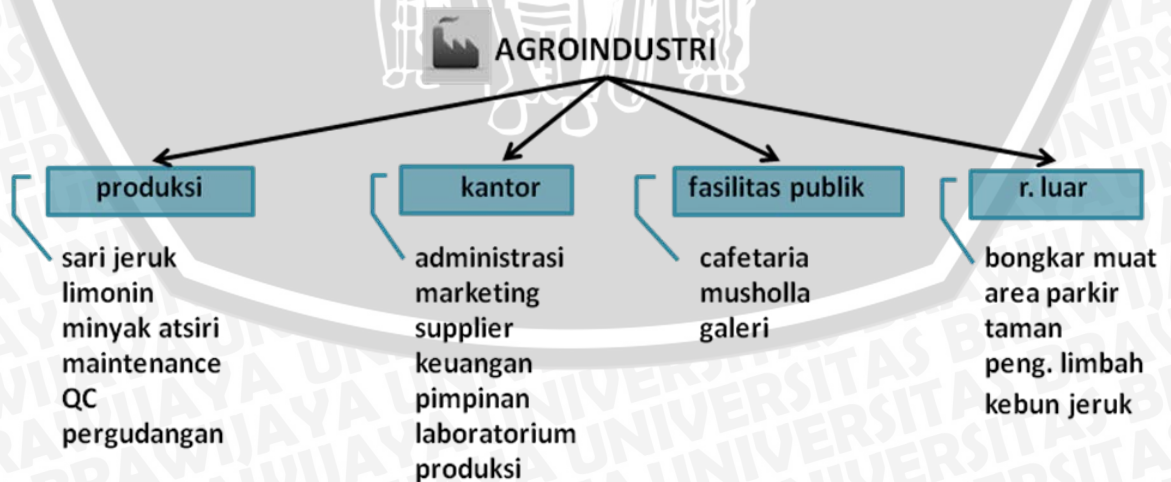 AGROINDUSTRI
produksi
sari jeruk
limonin
minyak atsiri
maintenance
QC
pergudangan
kantor
administrasi
marketing
supplier
keuangan
pimpinan
laboratorium
produksi
fasilitas publik
cafetaria
musholla
galeri
r. luar
bongkar muat
area parkir
taman
peng. limbah
kebun jeruk